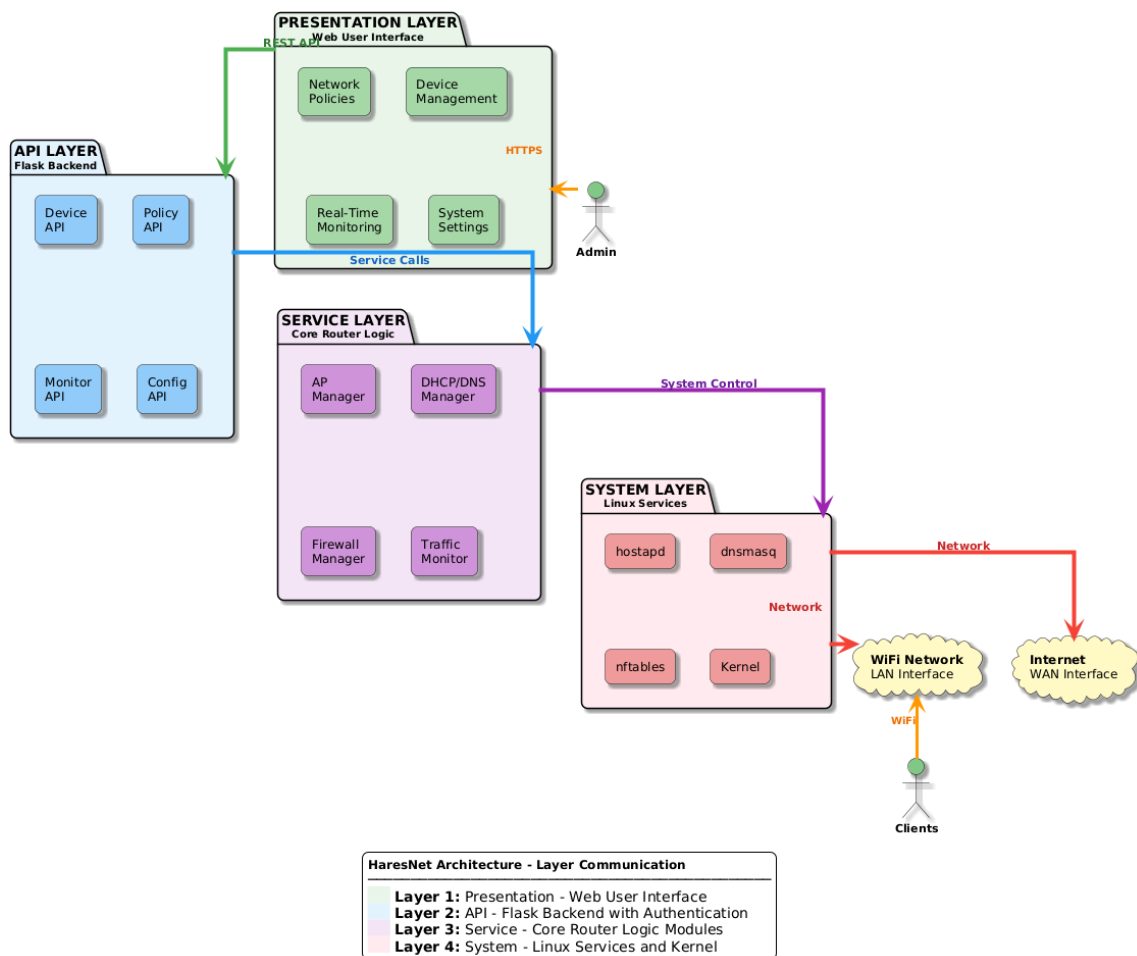 PRESENTATION LAYER
Web User Interface
REST API
Network
Policies
Device
Management
HTTPS
Real-Time
Monitoring
System
Settings
Admin
API LAYER
Flask Backend
Device
API
Policy
API
Monitor
API
Config
API
Service Calls
SERVICE LAYER
Core Router Logic
AP
Manager
DHCP/DNS
Manager
Firewall
Manager
Traffic
Monitor
System Control
SYSTEM LAYER
Linux Services
hostapd
dnsmasq
Network
nftables
Kernel
Network
WiFi Network
LAN Interface
Internet
WAN Interface
WiFi
Clients
HaresNet Architecture - Layer Communication
Layer 1: Presentation - Web User Interface
Layer 2: API - Flask Backend with Authentication
Layer 3: Service - Core Router Logic Modules
Layer 4: System - Linux Services and Kernel